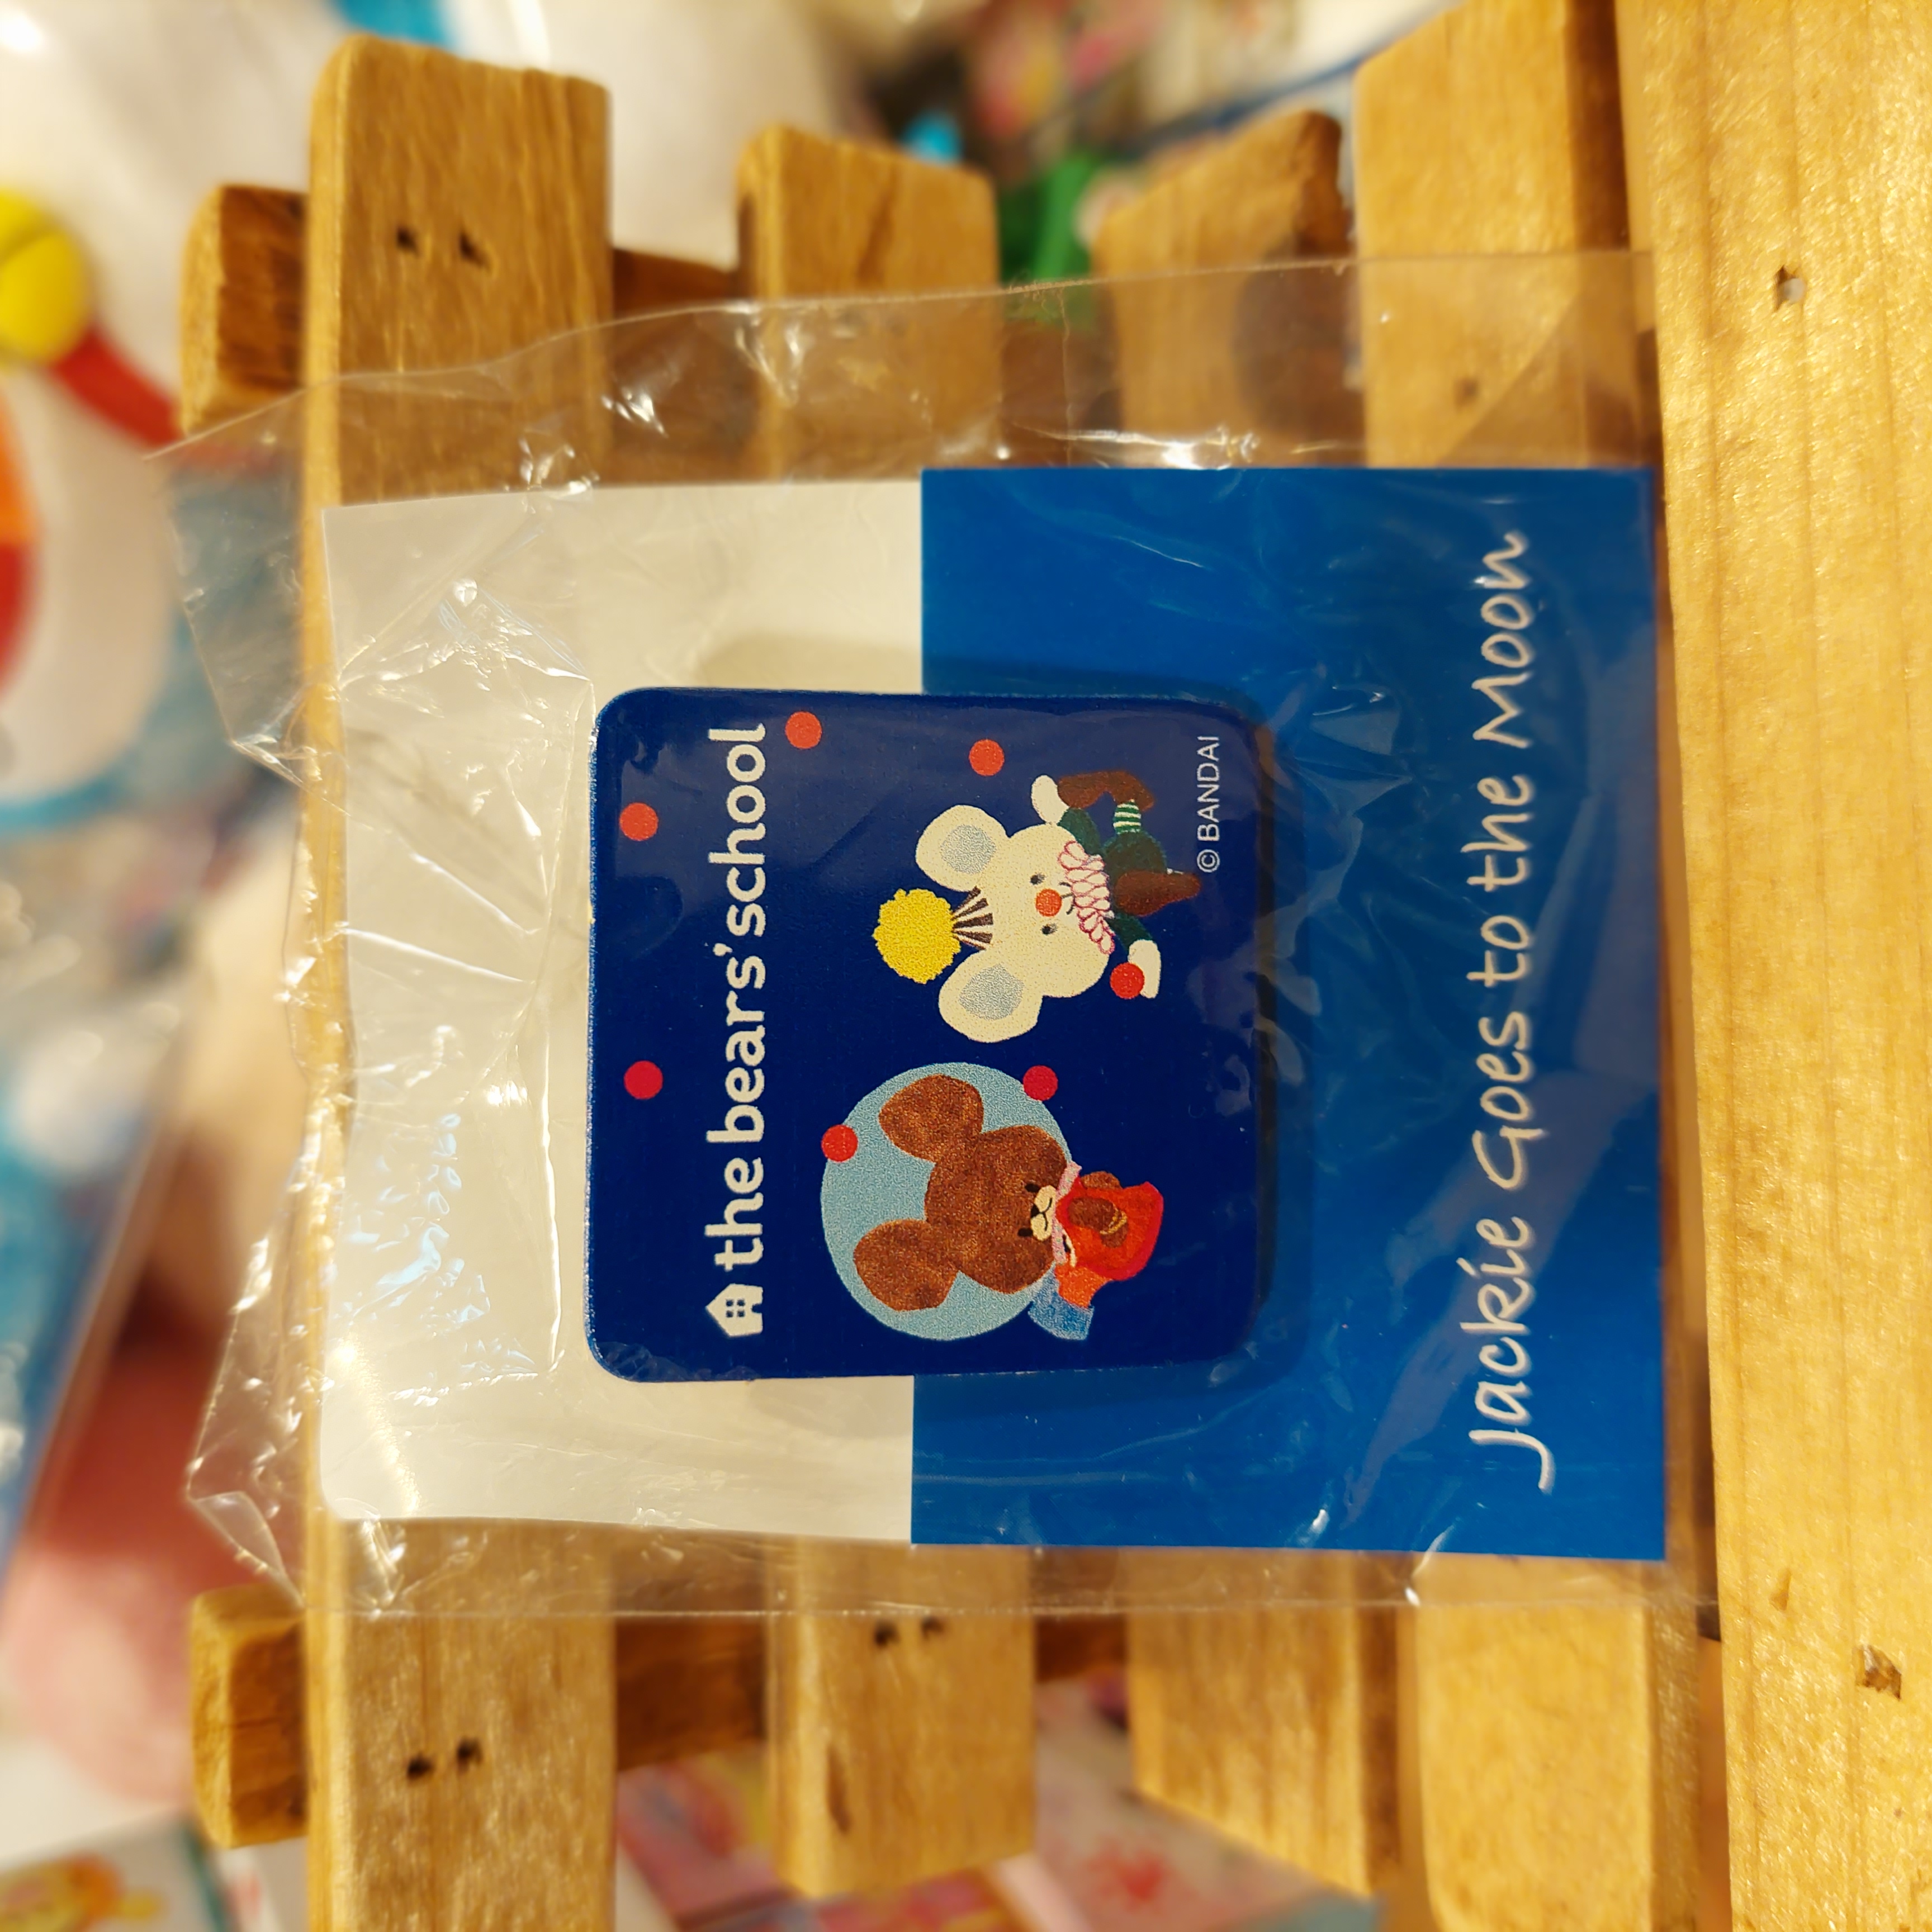 the bears' school
© BANDAI
Jackie Goes to the Moon